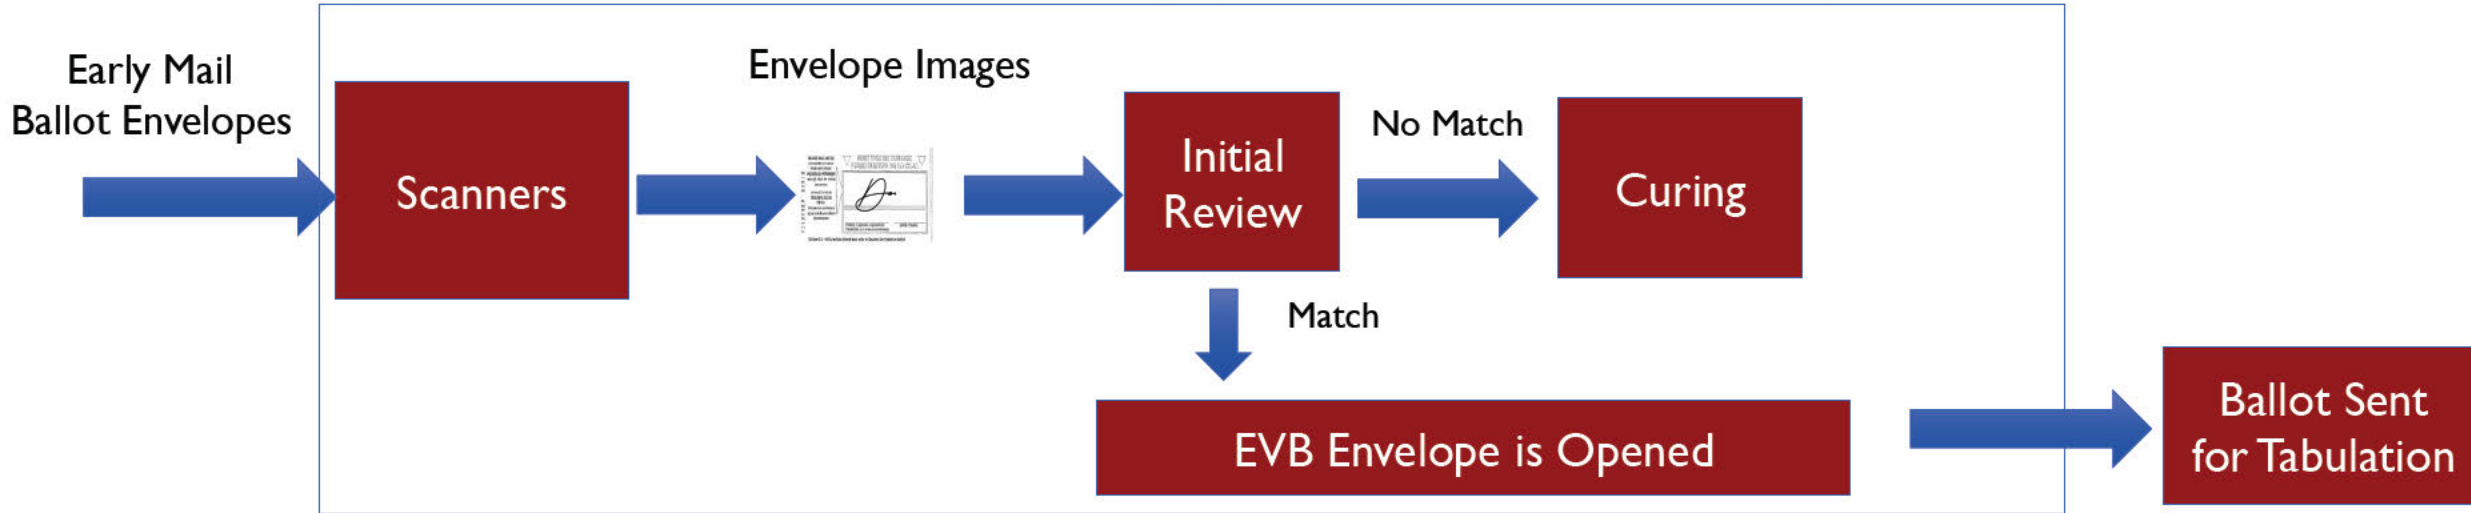 Early Mail
Ballot Envelopes
Scanners
Envelope Images
Initial
Review
No Match
Curing
Match
EVB Envelope is Opened
Ballot Sent
for Tabulation